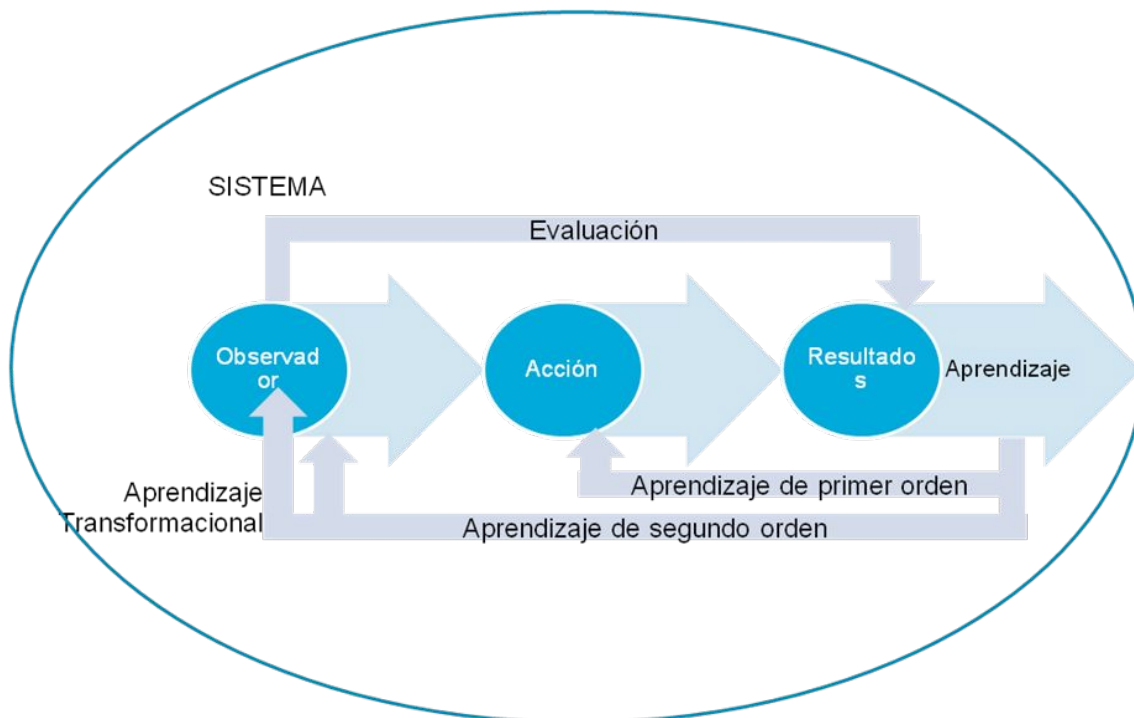 SISTEMA
Evaluación
Observad
or
Acción
Resultado
s
Aprendizaje
Aprendizaje de primer orden
Aprendizaje
Transformacional
Aprendizaje de segundo orden